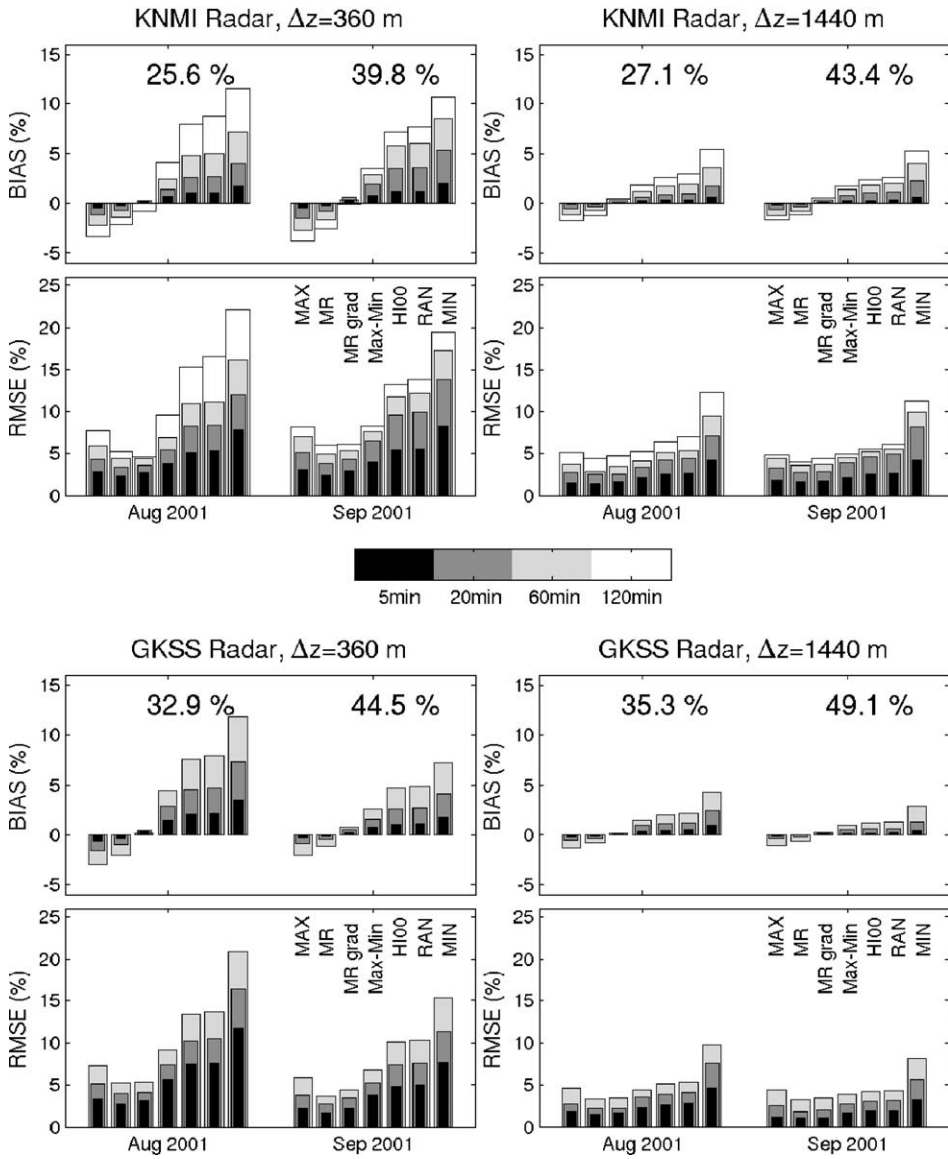 KNMI Radar, Δz=360 m
KNMI Radar, Δz=1440 m
15
10
5
0
-5
BIAS (%)
25.6 %
39.8 %
15
10
5
0
-5
BIAS (%)
27.1 %
43.4 %
25
20
15
10
5
0
RMSE (%)
MAX
MR
MR grad
Max-Min
HI00
RAN
MIN
Aug 2001
Sep 2001
25
20
15
10
5
0
RMSE (%)
MAX
MR
MR grad
Max-Min
HI00
RAN
MIN
Aug 2001
Sep 2001
5min
20min
60min
120min
GKSS Radar, Δz=360 m
GKSS Radar, Δz=1440 m
15
10
5
0
-5
BIAS (%)
32.9 %
44.5 %
15
10
5
0
-5
BIAS (%)
35.3 %
49.1 %
25
20
15
10
5
0
RMSE (%)
MAX
MR
MR grad
Max-Min
HI00
RAN
MIN
Aug 2001
Sep 2001
25
20
15
10
5
0
RMSE (%)
MAX
MR
MR grad
Max-Min
HI00
RAN
MIN
Aug 2001
Sep 2001